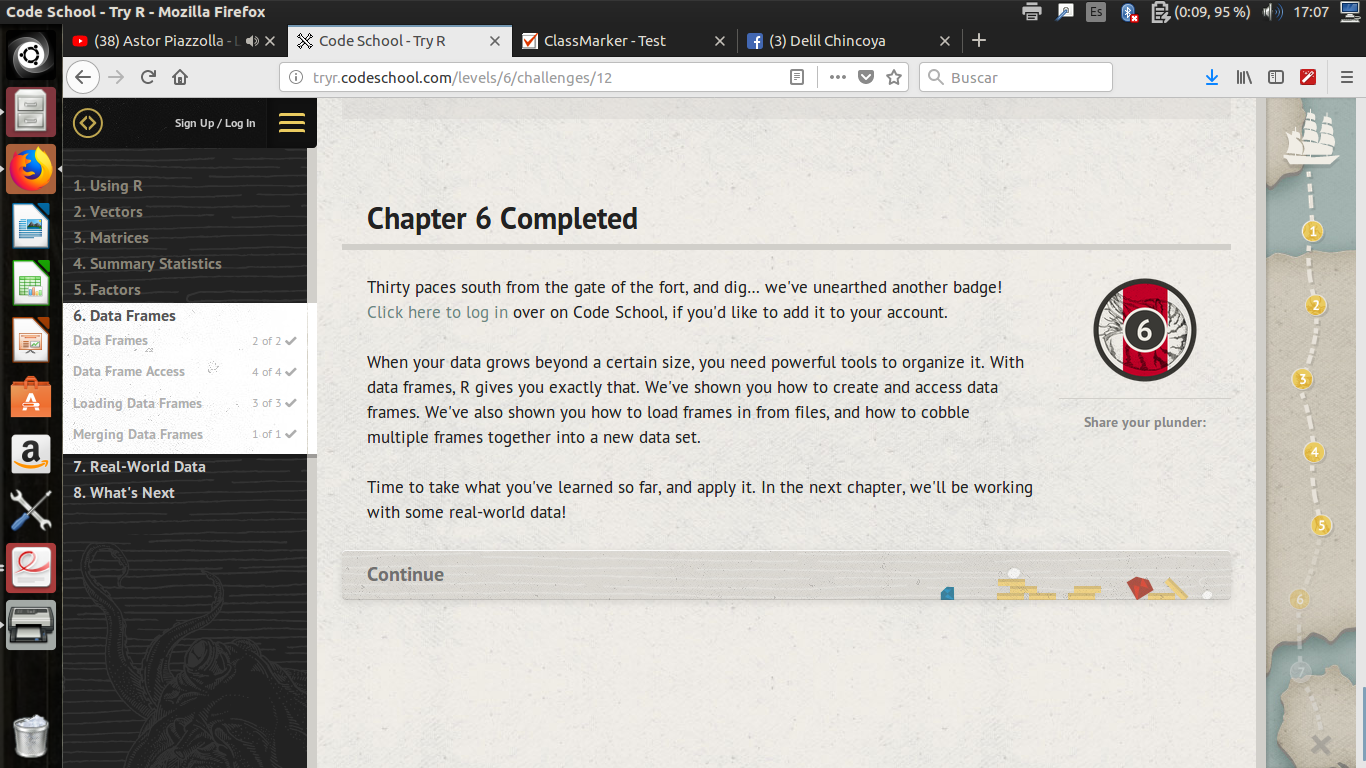 Code School - Try R - Mozilla Firefox
Es
(0:09, 95 %)
17:07
(38) Astor Piazzolla - L
Code School - Try R
ClassMarker - Test
(3) Delil Chincoya
tryr.codeschool.com/levels/6/challenges/12
Buscar
Sign Up / Log In
1. Using R
2. Vectors
3. Matrices
4. Summary Statistics
5. Factors
6. Data Frames
Data Frames 2 of 2
Data Frame Access 4 of 4
Loading Data Frames 3 of 3
Merging Data Frames 1 of 1
7. Real-World Data
8. What's Next
Chapter 6 Completed
Thirty paces south from the gate of the fort, and dig... we've unearthed another badge!
Click here to log in over on Code School, if you'd like to add it to your account.
When your data grows beyond a certain size, you need powerful tools to organize it. With
data frames, R gives you exactly that. We've shown you how to create and access data
frames. We've also shown you how to load frames in from files, and how to cobble
multiple frames together into a new data set.
Time to take what you've learned so far, and apply it. In the next chapter, we'll be working
with some real-world data!
6
Share your plunder:
Continue
1
2
3
4
5
6
7